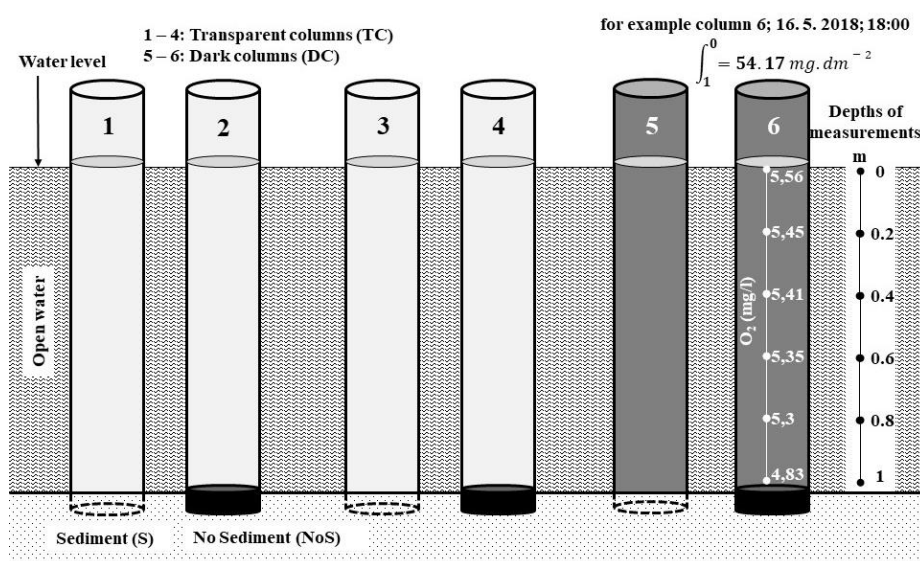 1 – 4: Transparent columns (TC)
5 – 6: Dark columns (DC)
for example column 6; 16. 5. 2018; 18:00
∫₁⁰ = 54.17 mg.dm⁻²
Water level
Depths of
measurements
m
1
2
3
4
5
6
5,56
5,45
5,41
5,35
5,3
4,83
O₂ (mg/l)
0
0.2
0.4
0.6
0.8
1
Open water
Sediment (S)
No Sediment (NoS)